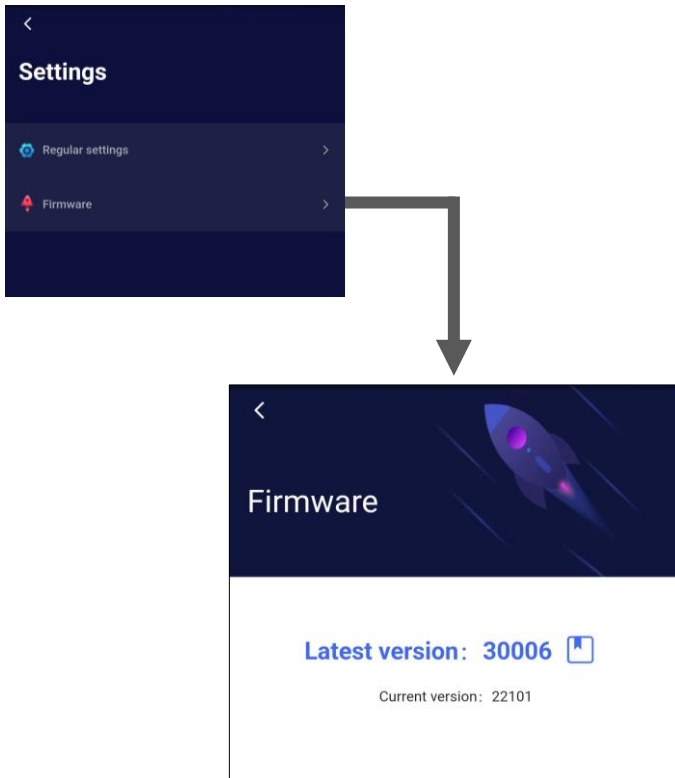 Settings
Regular settings
Firmware
Firmware
Latest version: 30006
Current version: 22101